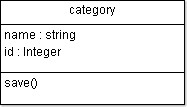 category
name : string
id : Integer
save()